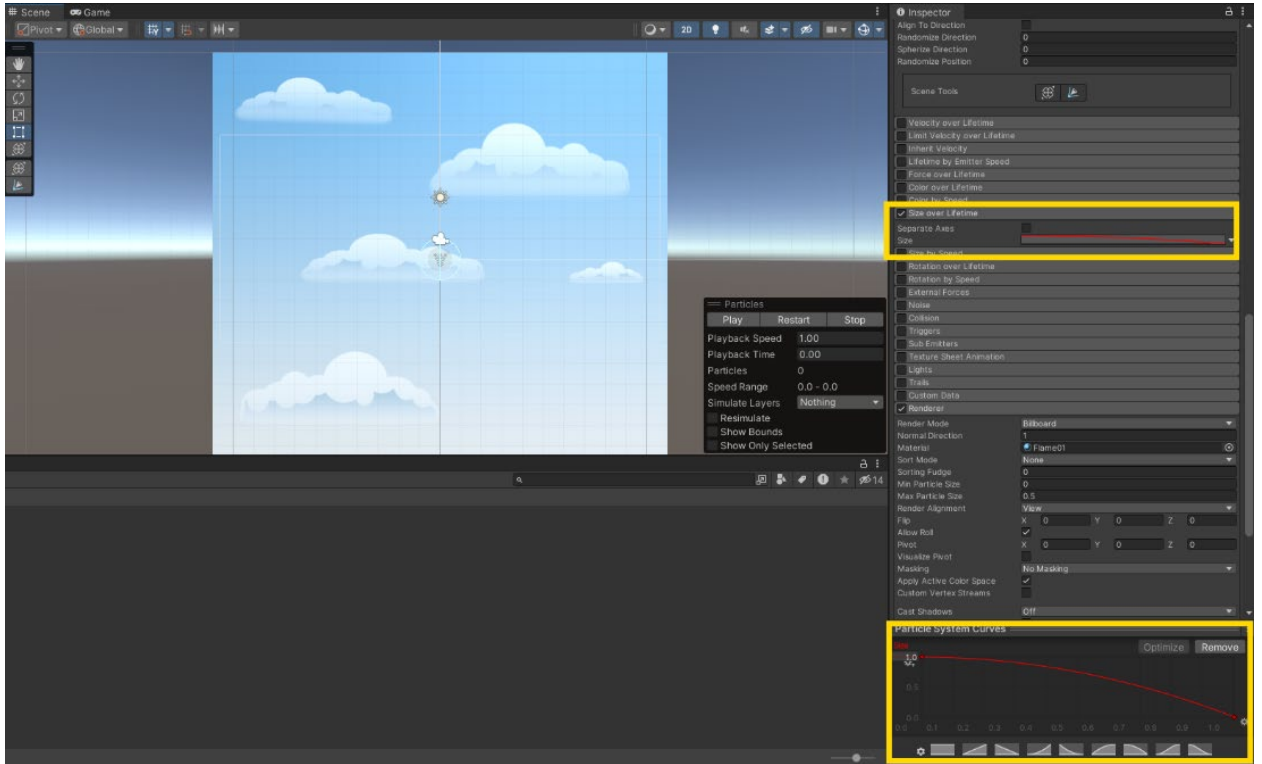 Scene Game
Pivot Global
2D
Particles
Play Restart Stop
Playback Speed 1.00
Playback Time 0.00
Particles 0
Speed Range 0.0 - 0.0
Simulate Layers Nothing
Resimulate
Show Bounds
Show Only Selected
14
Inspector
Align To Direction
Randomize Direction 0
Spherize Direction 0
Randomize Position 0
Scene Tools
Velocity over Lifetime
Limit Velocity over Lifetime
Inherit Velocity
Lifetime by Emitter Speed
Force over Lifetime
Color over Lifetime
Color by Speed
Size over Lifetime
Separate Axes
Size
Size by Speed
Rotation over Lifetime
Rotation by Speed
External Forces
Noise
Collision
Triggers
Sub Emitters
Texture Sheet Animation
Lights
Trails
Custom Data
Renderer
Render Mode Billboard
Normal Direction 1
Material Flame01
Sort Mode None
Sorting Fudge 0
Min Particle Size 0
Max Particle Size 0.5
Render Alignment View
Flip X 0 Y 0 Z 0
Allow Roll
Pivot X 0 Y 0 Z 0
Visualize Pivot
Masking No Masking
Apply Active Color Space
Custom Vertex Streams
Cast Shadows Off
Particle System Curves
Optimize Remove
1.0
0.5
0.0
0.0 0.1 0.2 0.3 0.4 0.5 0.6 0.7 0.8 0.9 1.0